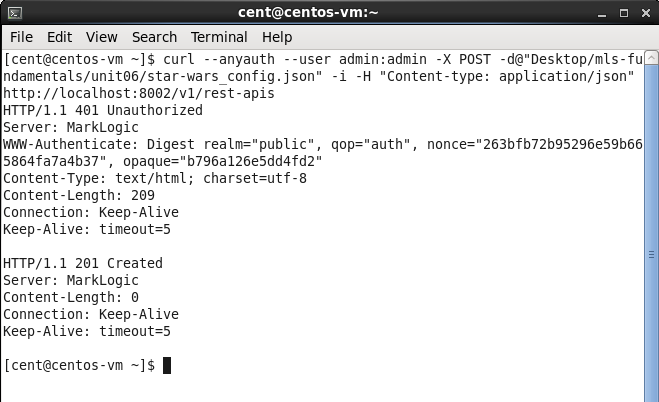 cent@centos-vm:~
File Edit View Search Terminal Help
[cent@centos-vm ~]$ curl --anyauth --user admin:admin -X POST -d@"Desktop/mls-fu
ndamentals/unit06/star-wars_config.json" -i -H "Content-type: application/json"
http://localhost:8002/v1/rest-apis
HTTP/1.1 401 Unauthorized
Server: MarkLogic
WWW-Authenticate: Digest realm="public", qop="auth", nonce="263bfb72b95296e59b66
5864fa7a4b37", opaque="b796a126e5dd4fd2"
Content-Type: text/html; charset=utf-8
Content-Length: 209
Connection: Keep-Alive
Keep-Alive: timeout=5
HTTP/1.1 201 Created
Server: MarkLogic
Content-Length: 0
Connection: Keep-Alive
Keep-Alive: timeout=5
[cent@centos-vm ~]$